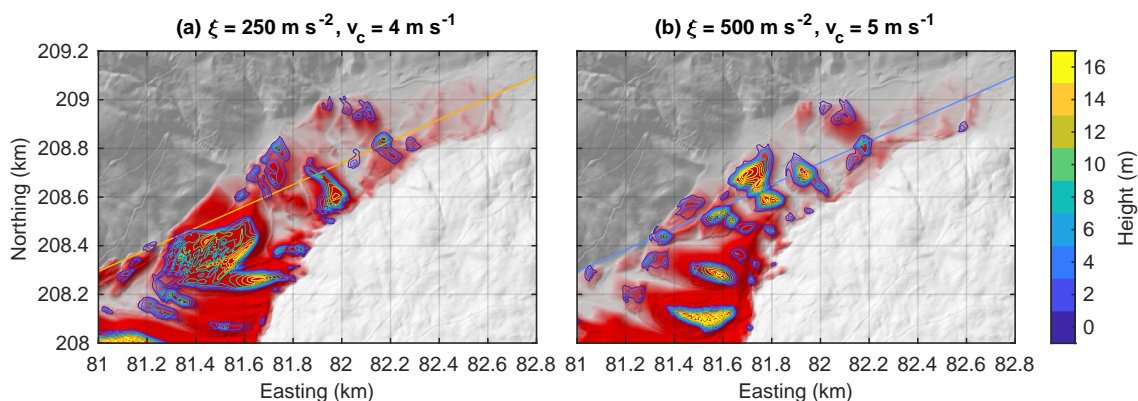 (a) ξ = 250 m s⁻², v_c = 4 m s⁻¹
(b) ξ = 500 m s⁻², v_c = 5 m s⁻¹
209.2
209
208.8
208.6
208.4
208.2
208
Northing (km)
81 81.2 81.4 81.6 81.8 82 82.2 82.4 82.6 82.8
81 81.2 81.4 81.6 81.8 82 82.2 82.4 82.6 82.8
Easting (km)
Easting (km)
16
14
12
10
8
6
4
2
0
Height (m)